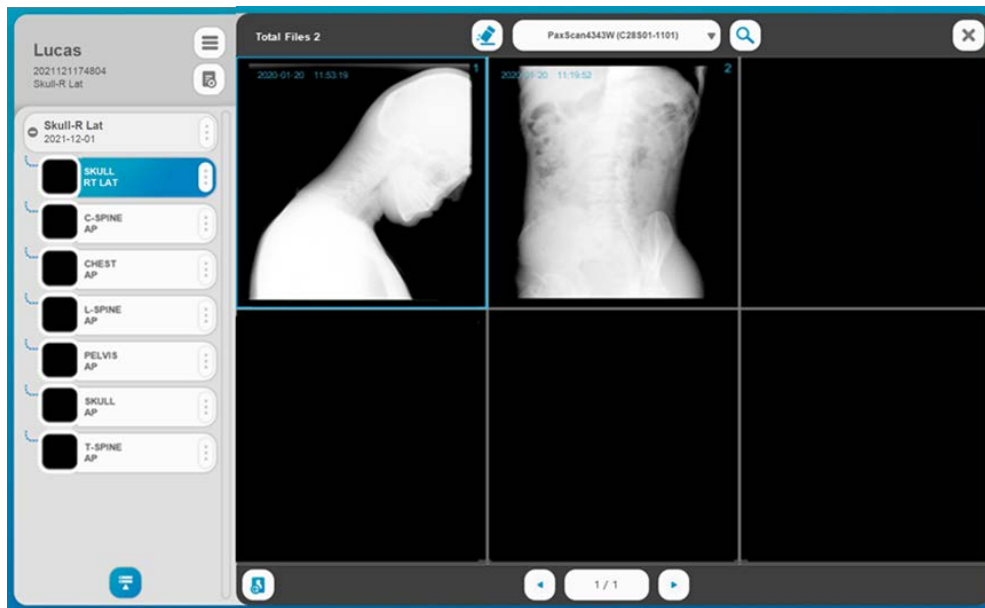 Lucas
2021121174804
Skull-R Lat
Skull-R Lat
2021-12-01
SKULL
RT LAT
C-SPINE
AP
CHEST
AP
L-SPINE
AP
PELVIS
AP
SKULL
AP
T-SPINE
AP
Total Files 2
PaxScan4343W (C28S01-1101)
2020-01-20 11:53:19
1
2020-01-20 11:19:52
2
1 / 1